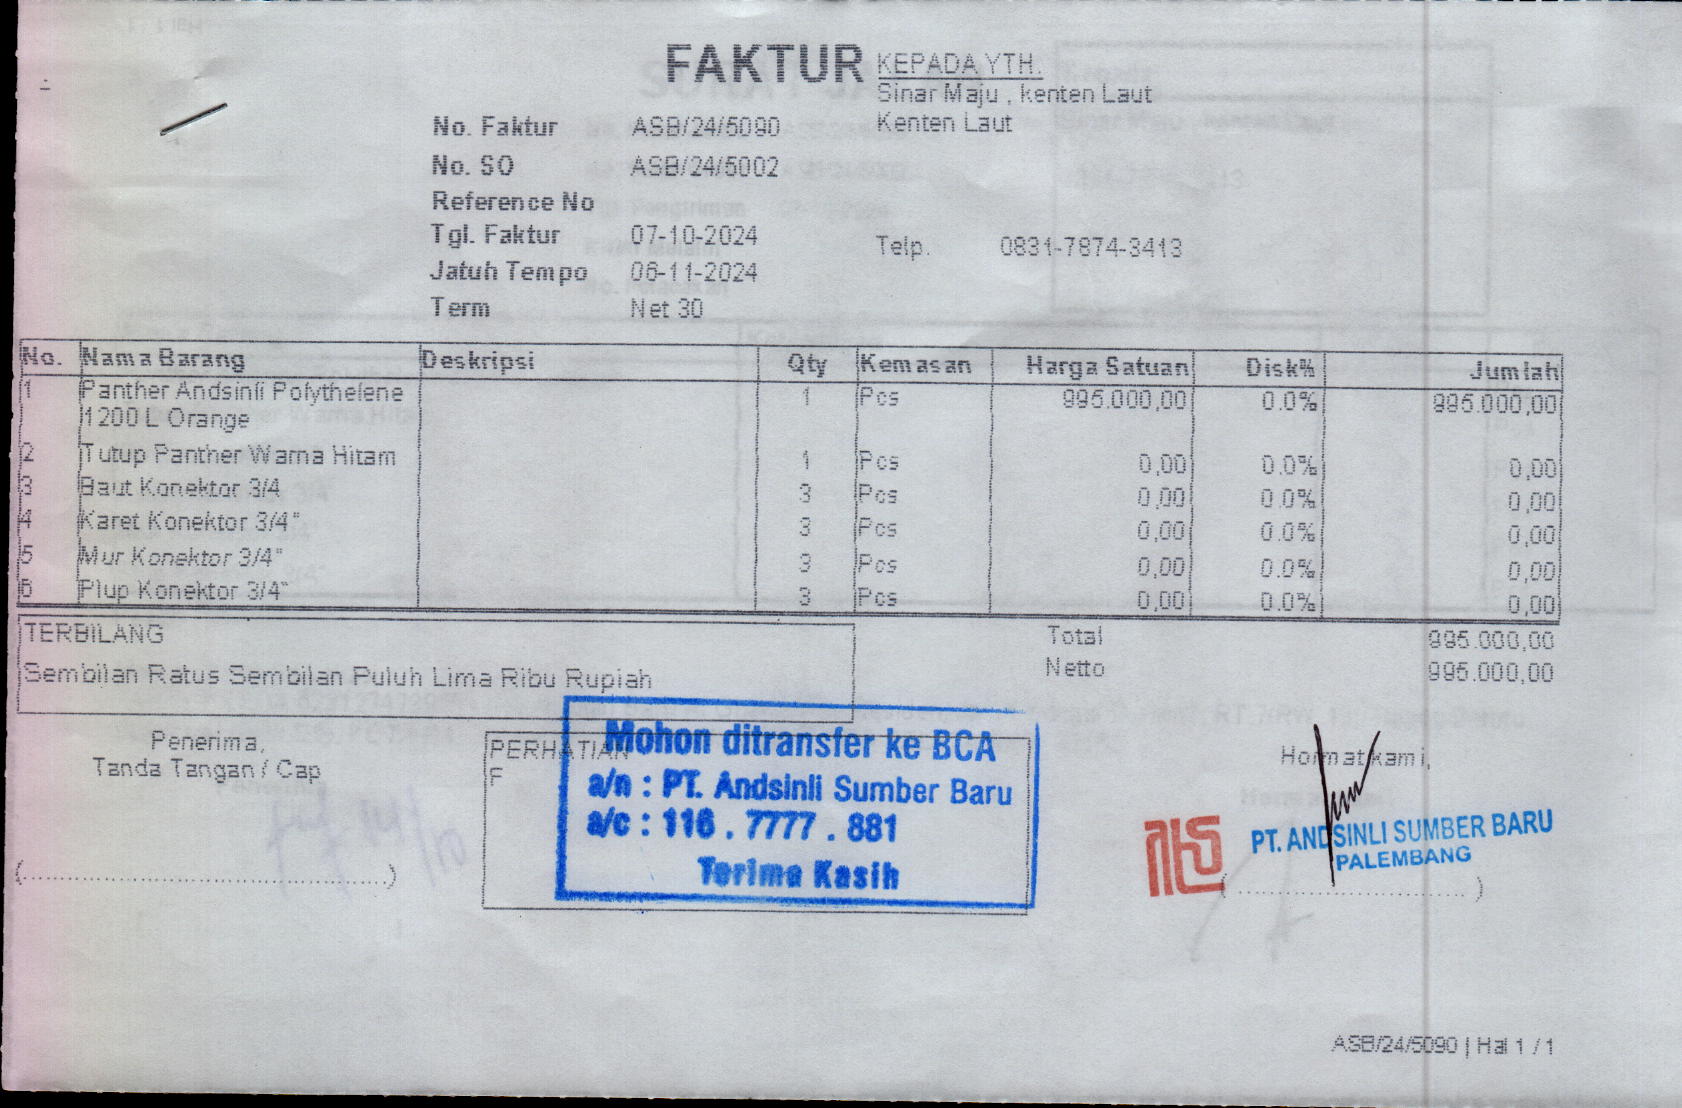 FAKTUR
KEPADA YTH.
Sinar Maju , kenten Laut
Kenten Laut
No. Faktur ASB/24/5090
No. SO ASB/24/5002
Reference No
Tgl. Faktur 07-10-2024
Telp. 0831-7874-3413
Jatuh Tempo 06-11-2024
Term Net 30
No. Nama Barang Deskripsi Qty Kemasan Harga Satuan Disk% Jumlah
1 Panther Andsinli Polythelene 1 Pcs 995.000,00 0.0% 995.000,00
1200 L Orange
2 Tutup Panther Warna Hitam 1 Pcs 0,00 0.0% 0,00
3 Baut Konektor 3/4 3 Pcs 0,00 0.0% 0,00
4 Karet Konektor 3/4" 3 Pcs 0,00 0.0% 0,00
5 Mur Konektor 3/4" 3 Pcs 0,00 0.0% 0,00
6 Plup Konektor 3/4" 3 Pcs 0,00 0.0% 0,00
TERBILANG
Sembilan Ratus Sembilan Puluh Lima Ribu Rupiah
Total 995.000,00
Netto 995.000,00
Penerima,
Tanda Tangan / Cap
(................................................)
PERHATIAN
F
Mohon ditransfer ke BCA
a/n : PT. Andsinli Sumber Baru
a/c : 116 . 7777 . 881
Terima Kasih
Hormat kami,
PT. ANDSINLI SUMBER BARU
PALEMBANG
( ............................. )
ASB/24/5090 | Hal 1 / 1